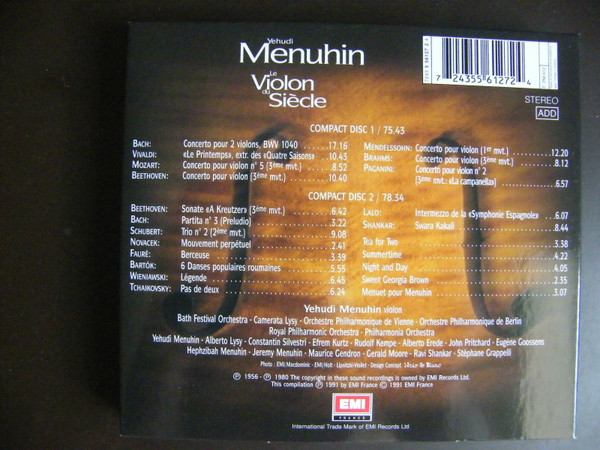 Yehudi
Menuhin
Le
Violon
du
Siècle
7 24355 61272 4
STEREO
ADD
COMPACT DISC 1 / 75.43
BACH: Concerto pour 2 violons, BWV 1040 17.16
VIVALDI: «Le Printemps», extr. des «Quatre Saisons» 10.43
MOZART: Concerto pour violon n° 5 (3ème mvt.) 8.52
BEETHOVEN: Concerto pour violon (3ème mvt.) 10.40
MENDELSSOHN: Concerto pour violon (1er mvt.) 12.20
BRAHMS: Concerto pour violon (3ème mvt.) 8.12
PAGANINI: Concerto pour violon n° 2
(3ème mvt.: «La campanella») 6.57
COMPACT DISC 2 / 78.34
BEETHOVEN: Sonate «A Kreutzer» (3ème mvt.) 6.42
BACH: Partita n° 3 (Preludio) 3.22
SCHUBERT: Trio n° 2 (2ème mvt.) 9.08
NOVACEK: Mouvement perpétuel 2.41
FAURÉ: Berceuse 3.39
BARTÓK: 6 Danses populaires roumaines 5.55
WIENIAWSKI: Légende 6.45
TCHAIKOVSKY: Pas de deux 6.24
LALO: Intermezzo de la «Symphonie Espagnole» 6.07
SHANKAR: Swara Kakali 8.44
Tea for Two 3.38
Summertime 4.22
Night and Day 4.05
Sweet Georgia Brown 2.35
Menuet pour Menuhin 3.07
Yehudi Menuhin violon
Bath Festival Orchestra - Camerata Lysy - Orchestre Philharmonique de Vienne - Orchestre Philharmonique de Berlin
Royal Philharmonic Orchestra - Philharmonia Orchestra
Yehudi Menuhin - Alberto Lysy - Constantin Silvestri - Efrem Kurtz - Rudolf Kempe - Alberto Erede - John Pritchard - Eugène Goossens
Hephzibah Menuhin - Jeremy Menuhin - Maurice Gendron - Gerald Moore - Ravi Shankar - Stéphane Grappelli
Photo : EMI/Macdominic - EMI/Holt - Lipnitzki-Viollet - Design Concept Noir & Blanc
℗ 1956 - ℗ 1980 The copyright in these sound recordings is owned by EMI Records Ltd.
This compilation ℗ 1991 by EMI France © 1991 EMI France
EMI
FRANCE
International Trade Mark of EMI Records Ltd